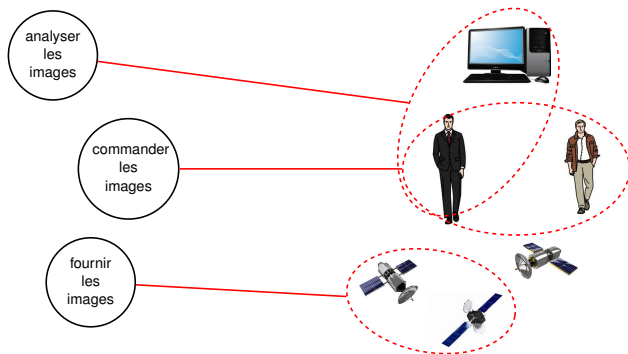 analyser
les
images
commander
les
images
fournir
les
images